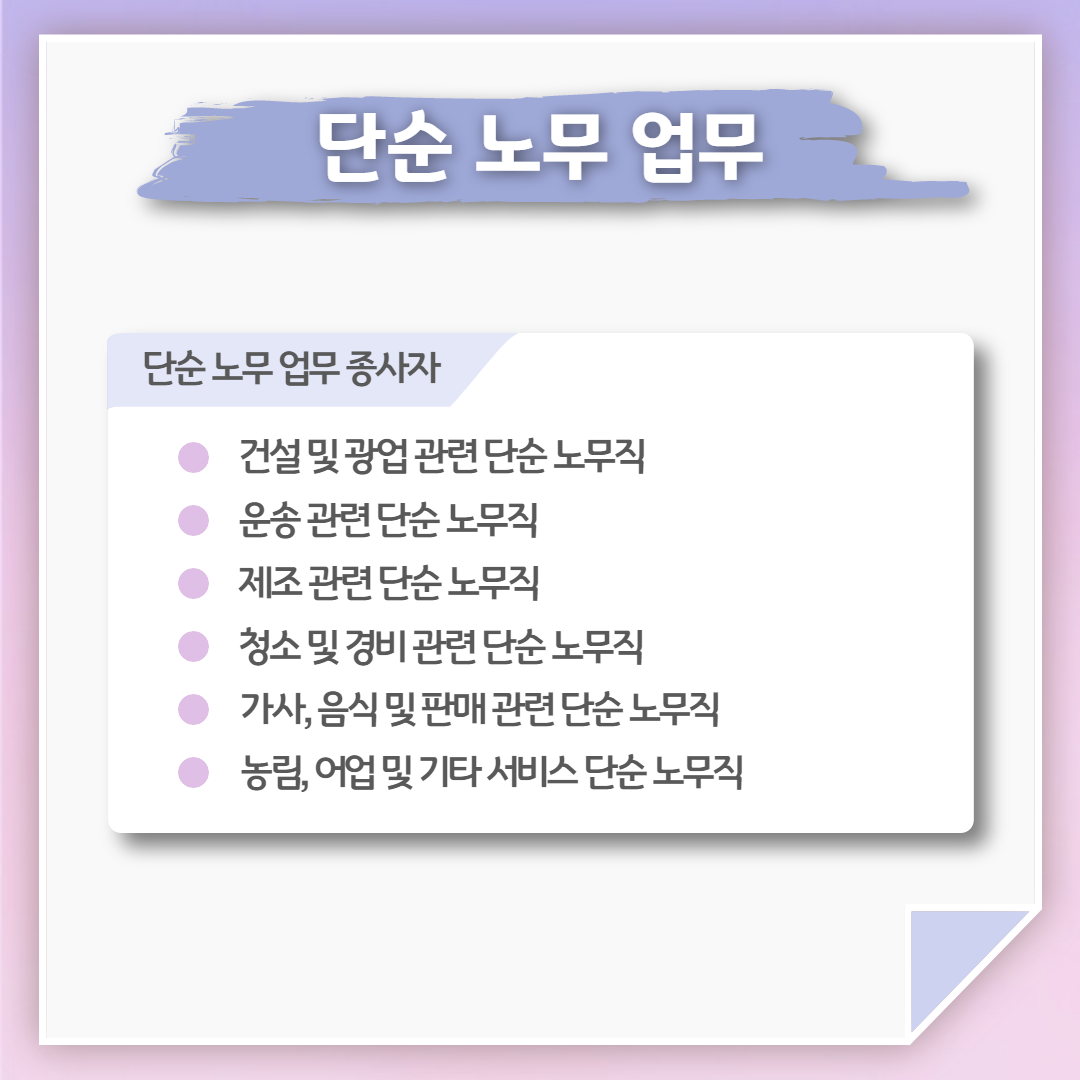 단순 노무 업무
단순 노무 업무 종사자
건설 및 광업 관련 단순 노무직
운송 관련 단순 노무직
제조 관련 단순 노무직
청소 및 경비 관련 단순 노무직
가사, 음식 및 판매 관련 단순 노무직
농림, 어업 및 기타 서비스 단순 노무직